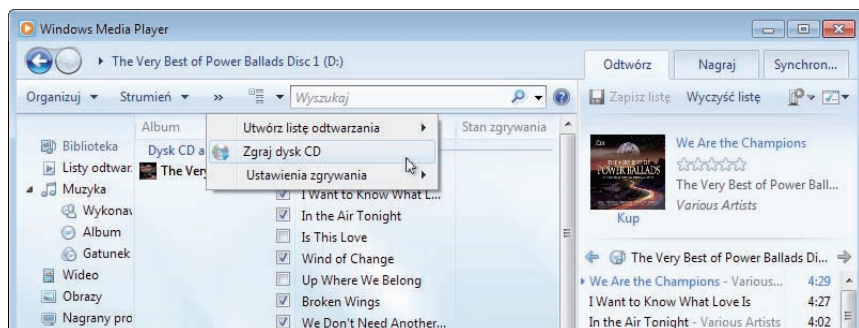 Windows Media Player
The Very Best of Power Ballads Disc 1 (D:)
Odtwórz Nagraj Synchron...
Organizuj Strumień » Wyszukaj
Zapisz listę Wyczyść listę
Album Stan zgrywania
Utwórz listę odtwarzania
Zgraj dysk CD
Ustawienia zgrywania
Biblioteka
Listy odtwar
Muzyka
Wykonav
Album
Gatunek
Wideo
Obrazy
Nagrany pro
Dysk CD a
The Very
I Want to Know What L...
In the Air Tonight
Is This Love
Wind of Change
Up Where We Belong
Broken Wings
We Don't Need Another...
POWER BALLADS
Kup
We Are the Champions
The Very Best of Power Ball...
Various Artists
The Very Best of Power Ballads Di...
We Are the Champions - Various... 4:29
I Want to Know What Love Is 4:27
In the Air Tonight - Various Artists 4:02